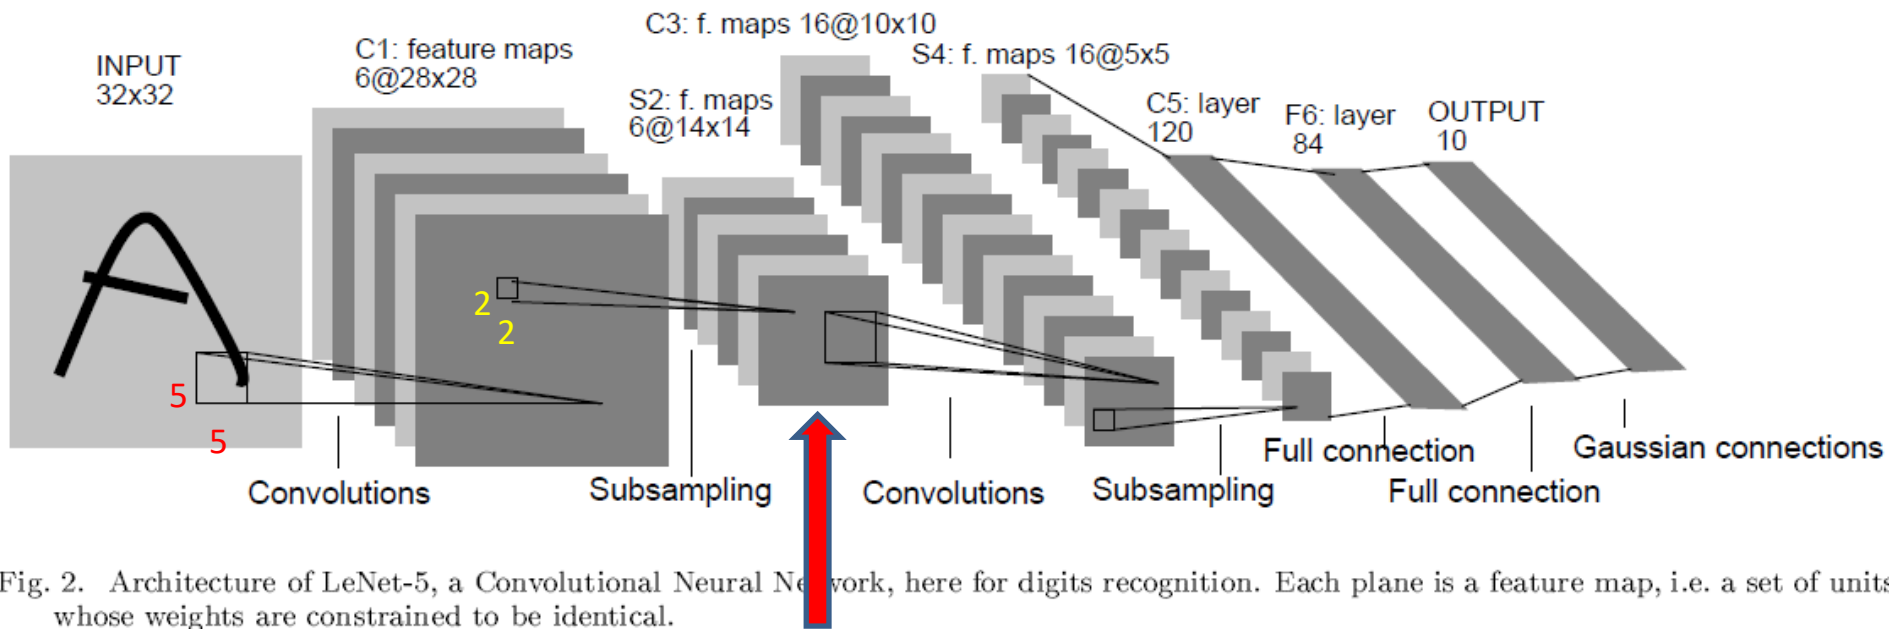 INPUT
32x32
C1: feature maps
6@28x28
S2: f. maps
6@14x14
C3: f. maps 16@10x10
S4: f. maps 16@5x5
C5: layer
120
F6: layer
84
OUTPUT
10
5
5
2
2
Convolutions
Subsampling
Convolutions
Subsampling
Full connection
Full connection
Gaussian connections
Fig. 2. Architecture of LeNet-5, a Convolutional Neural Ne work, here for digits recognition. Each plane is a feature map, i.e. a set of units
whose weights are constrained to be identical.